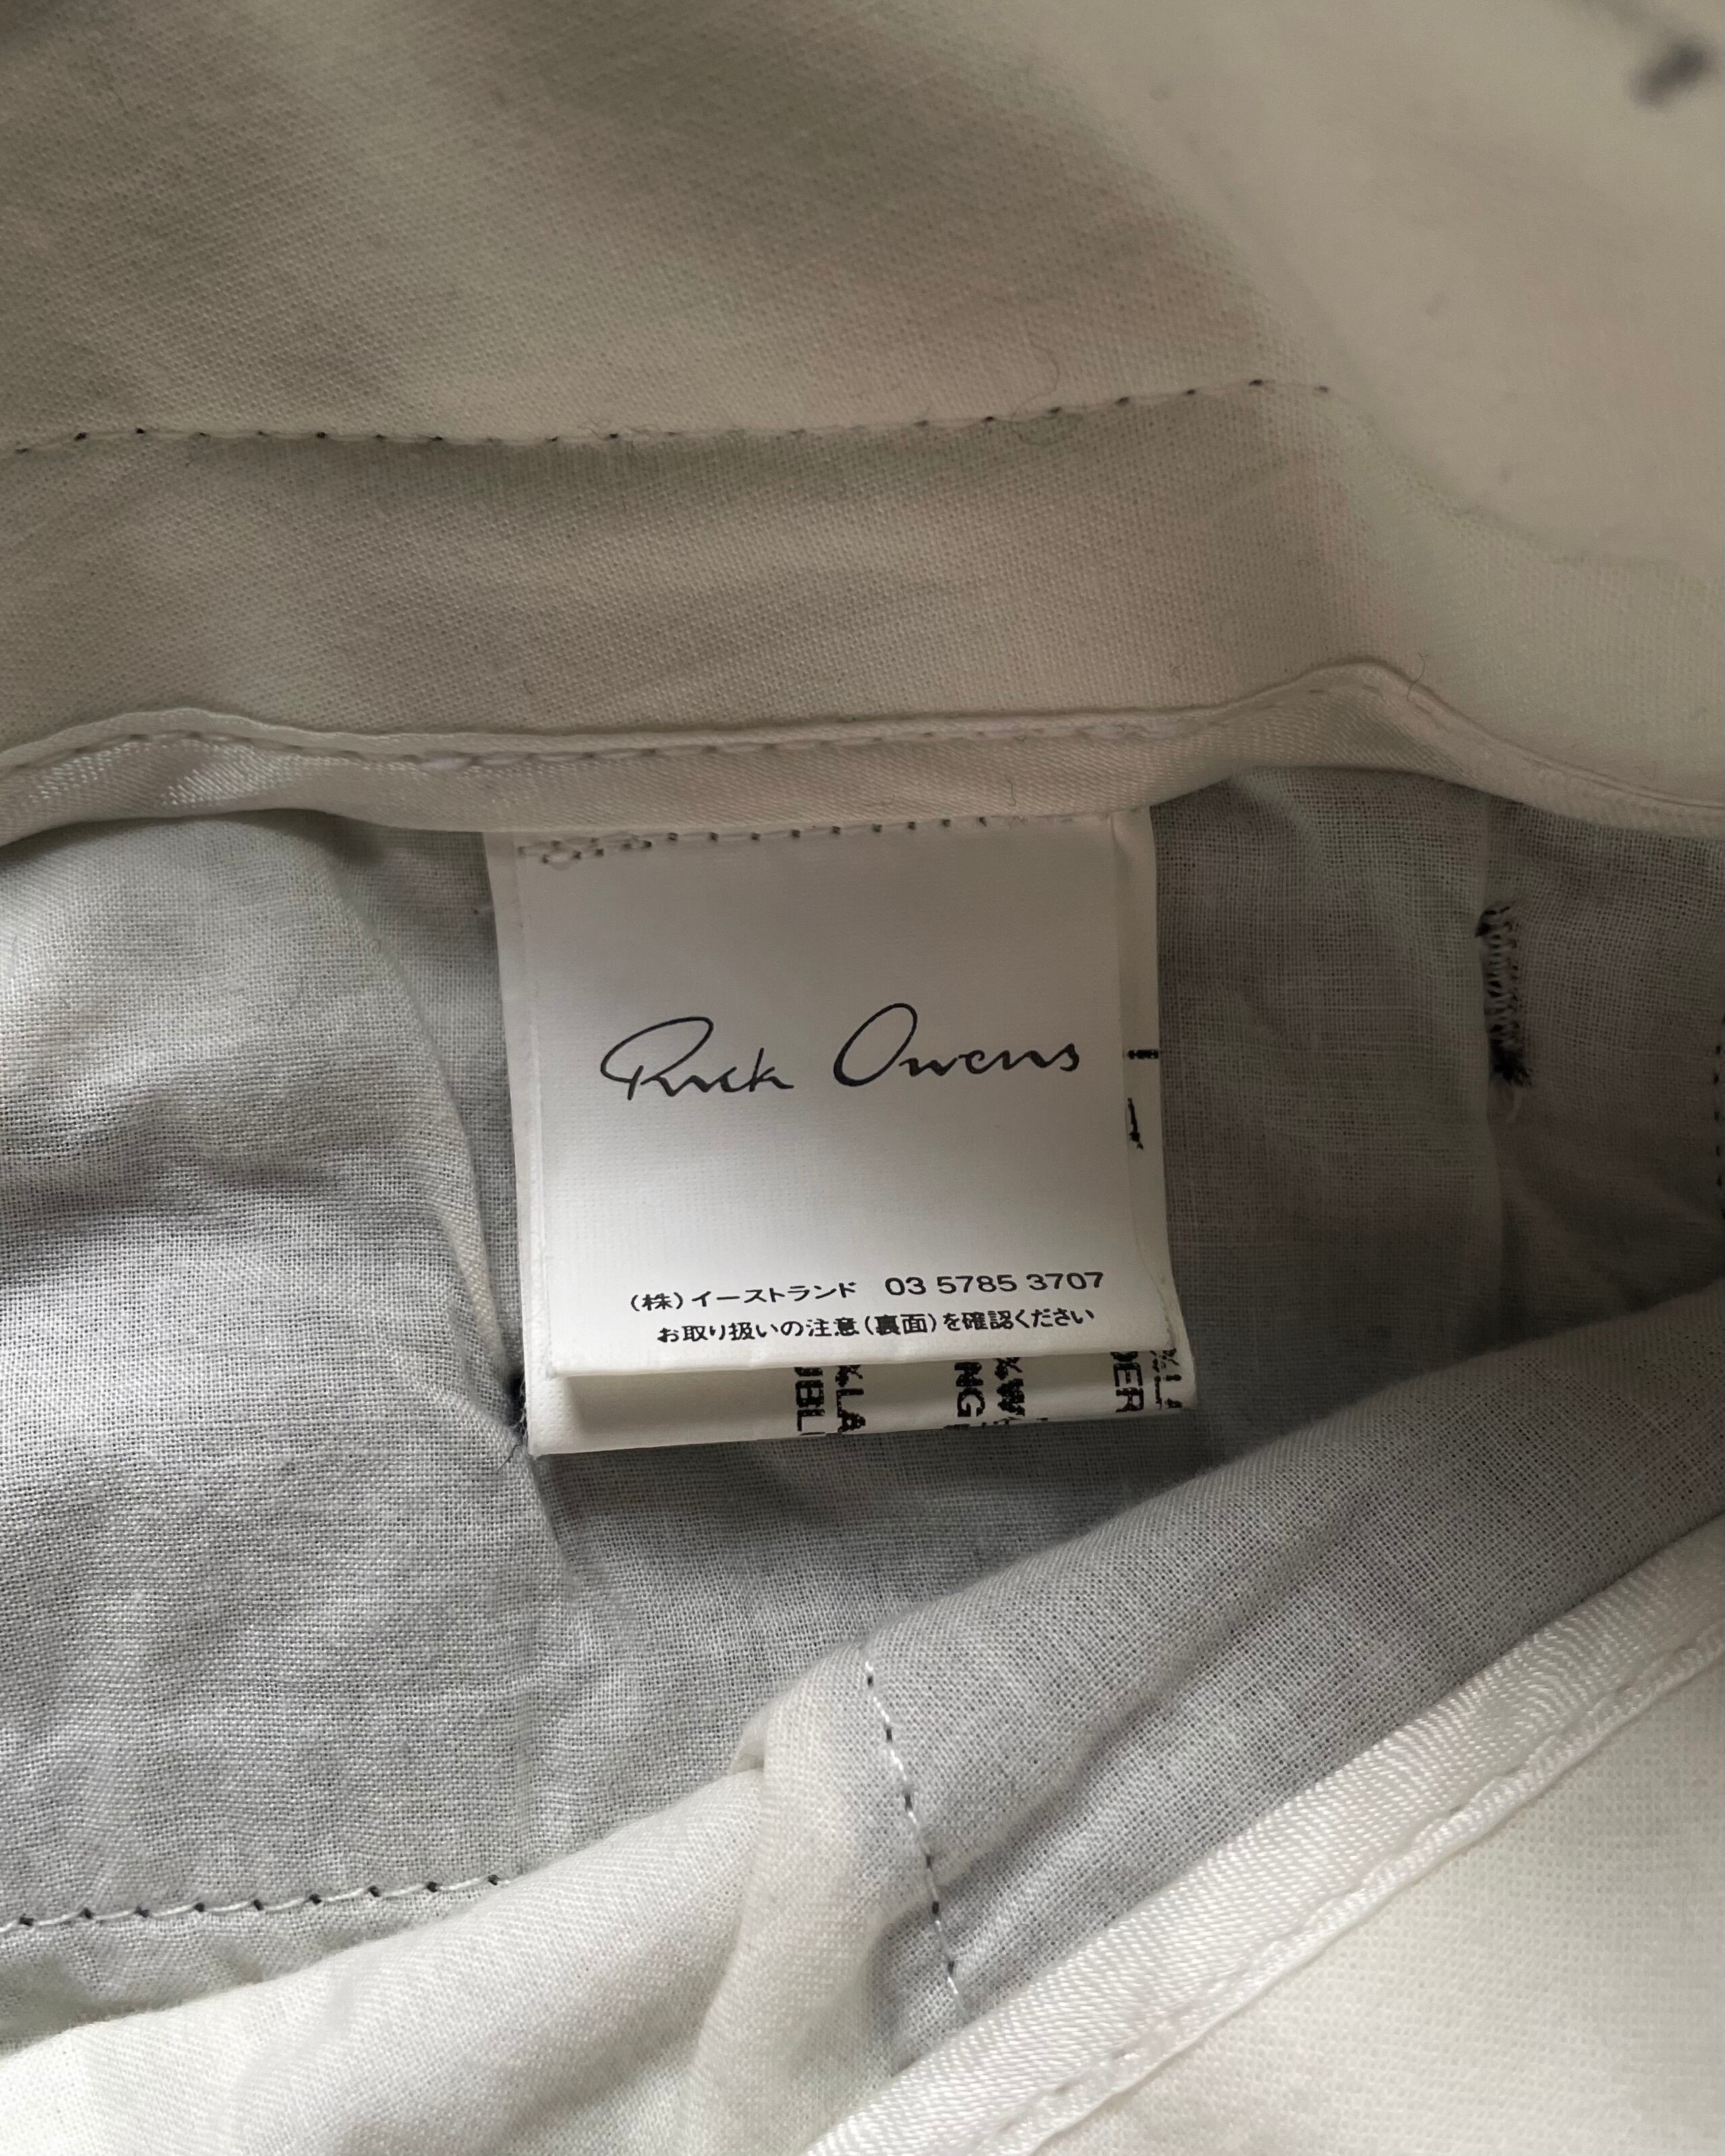 Rick Owens
(株)イーストランド 03 5785 3707
お取り扱いの注意(裏面)を確認ください